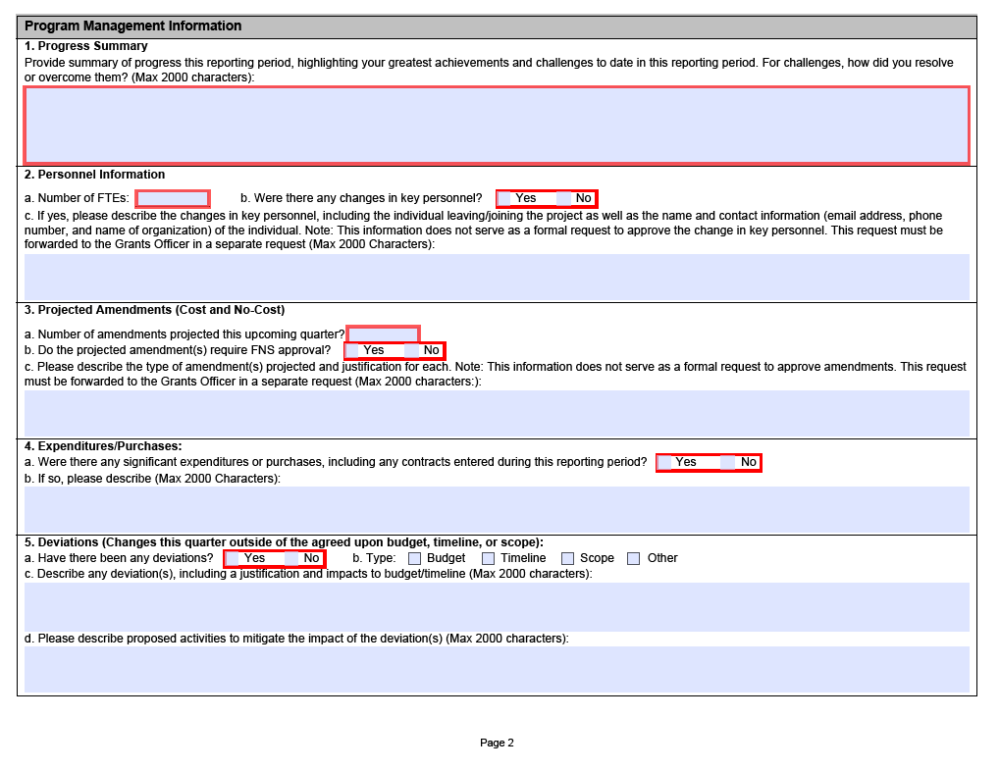 Program Management Information
1. Progress Summary
Provide summary of progress this reporting period, highlighting your greatest achievements and challenges to date in this reporting period. For challenges, how did you resolve
or overcome them? (Max 2000 characters):
2. Personnel Information
a. Number of FTEs: b. Were there any changes in key personnel? Yes No
c. If yes, please describe the changes in key personnel, including the individual leaving/joining the project as well as the name and contact information (email address, phone
number, and name of organization) of the individual. Note: This information does not serve as a formal request to approve the change in key personnel. This request must be
forwarded to the Grants Officer in a separate request (Max 2000 Characters):
3. Projected Amendments (Cost and No-Cost)
a. Number of amendments projected this upcoming quarter?
b. Do the projected amendment(s) require FNS approval? Yes No
c. Please describe the type of amendment(s) projected and justification for each. Note: This information does not serve as a formal request to approve amendments. This request
must be forwarded to the Grants Officer in a separate request (Max 2000 characters:):
4. Expenditures/Purchases:
a. Were there any significant expenditures or purchases, including any contracts entered during this reporting period? Yes No
b. If so, please describe (Max 2000 Characters):
5. Deviations (Changes this quarter outside of the agreed upon budget, timeline, or scope):
a. Have there been any deviations? Yes No b. Type: Budget Timeline Scope Other
c. Describe any deviation(s), including a justification and impacts to budget/timeline (Max 2000 characters):
d. Please describe proposed activities to mitigate the impact of the deviation(s) (Max 2000 characters):
Page 2